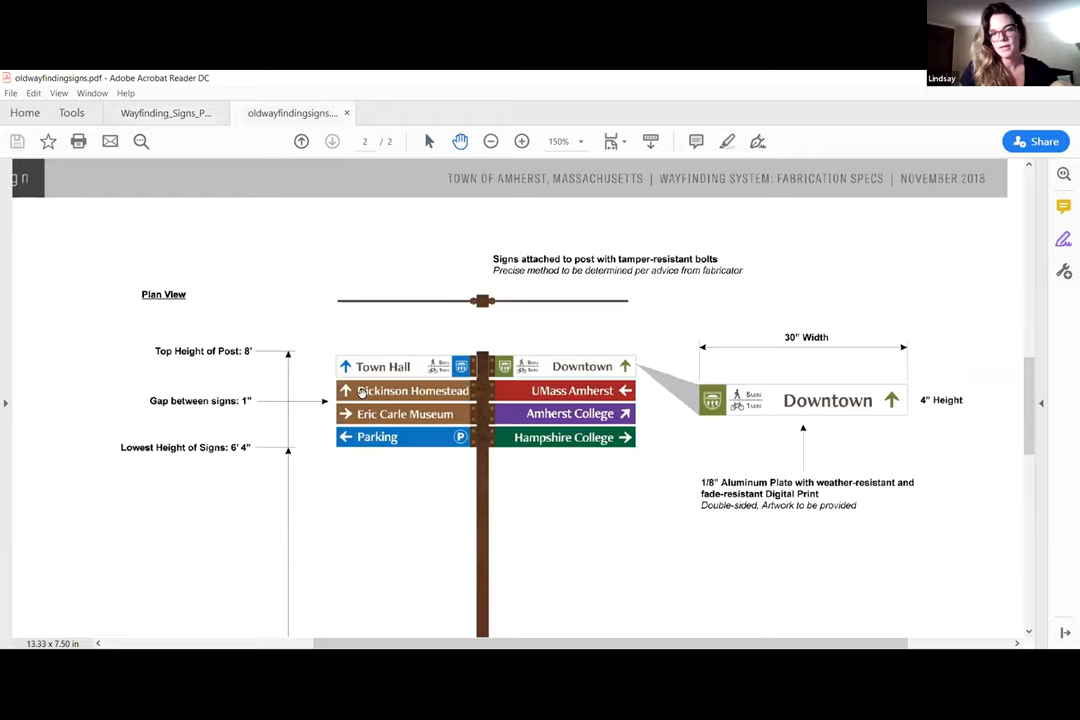 Lindsay
oldwayfindingsigns.pdf - Adobe Acrobat Reader DC
File Edit View Window Help
Home Tools Wayfinding_Signs_P... oldwayfindingsigns.... ×
2 / 2 150% Share
gn
TOWN OF AMHERST, MASSACHUSETTS | WAYFINDING SYSTEM: FABRICATION SPECS | NOVEMBER 2018
Signs attached to post with tamper-resistant bolts
Precise method to be determined per advice from fabricator
Plan View
Top Height of Post: 8'
Gap between signs: 1"
Lowest Height of Signs: 6' 4"
Town Hall
Dickinson Homestead
Eric Carle Museum
Parking P
Downtown
UMass Amherst
Amherst College
Hampshire College
30" Width
5 MIN
1 MIN
Downtown
4" Height
1/8" Aluminum Plate with weather-resistant and
fade-resistant Digital Print
Double-sided, Artwork to be provided
13.33 x 7.50 in